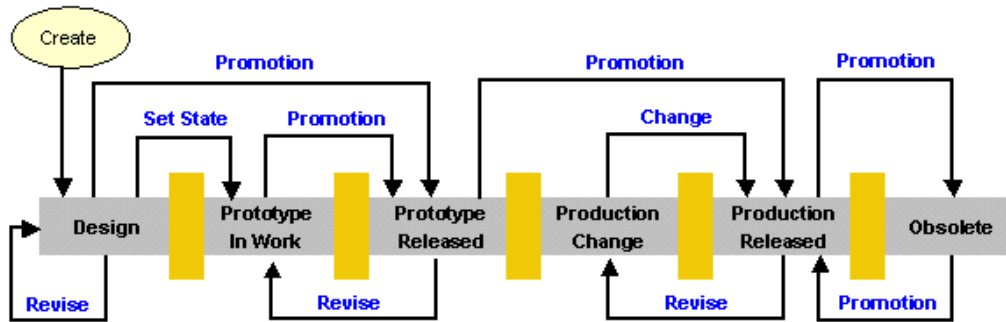 Create
Promotion
Promotion
Promotion
Set State
Promotion
Change
Design
Prototype
In Work
Prototype
Released
Production
Change
Production
Released
Obsolete
Revise
Revise
Revise
Promotion